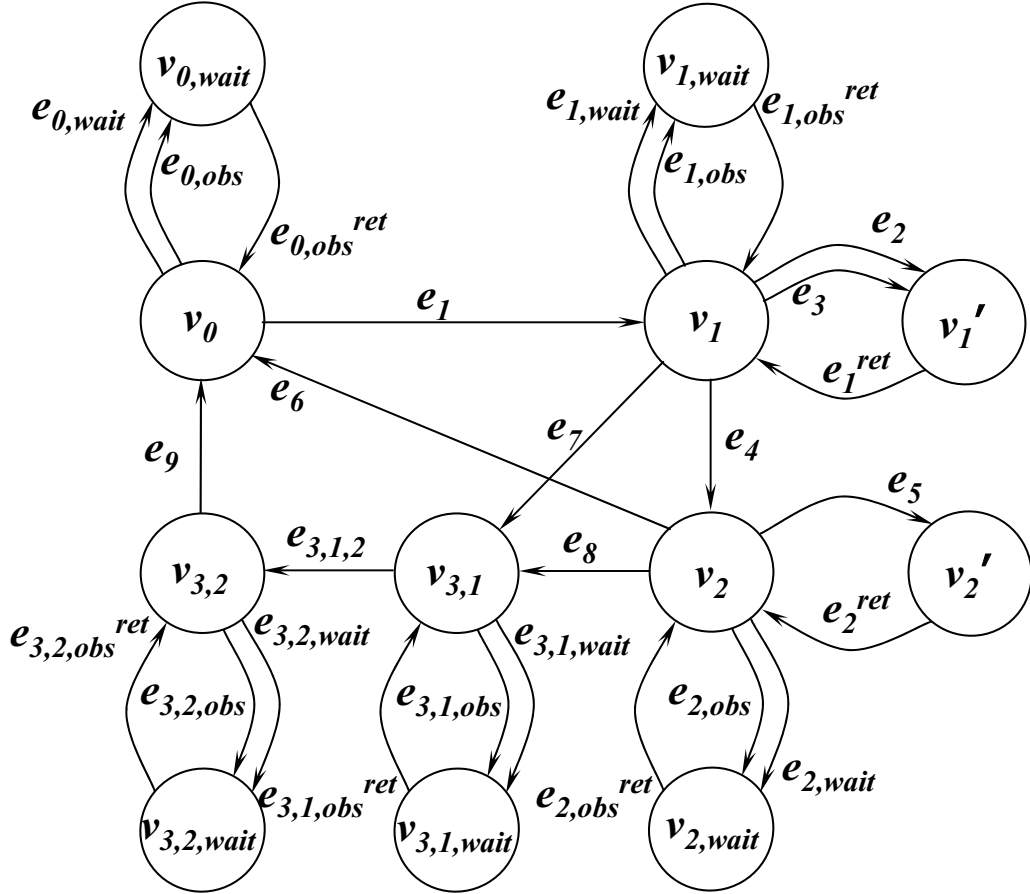 v0,wait
v1,wait
e0,wait
e1,wait
e1,obs^ret
e0,obs
e1,obs
e0,obs^ret
e2
e3
e1
v0
v1
v1'
e1^ret
e6
e7
e4
e9
e5
e3,1,2
e8
v3,2
v3,1
v2
v2'
e2^ret
e3,2,obs^ret
e3,2,wait
e3,1,wait
e3,2,obs
e3,1,obs
e2,obs
e2,wait
e3,1,obs^ret
e2,obs^ret
v3,2,wait
v3,1,wait
v2,wait